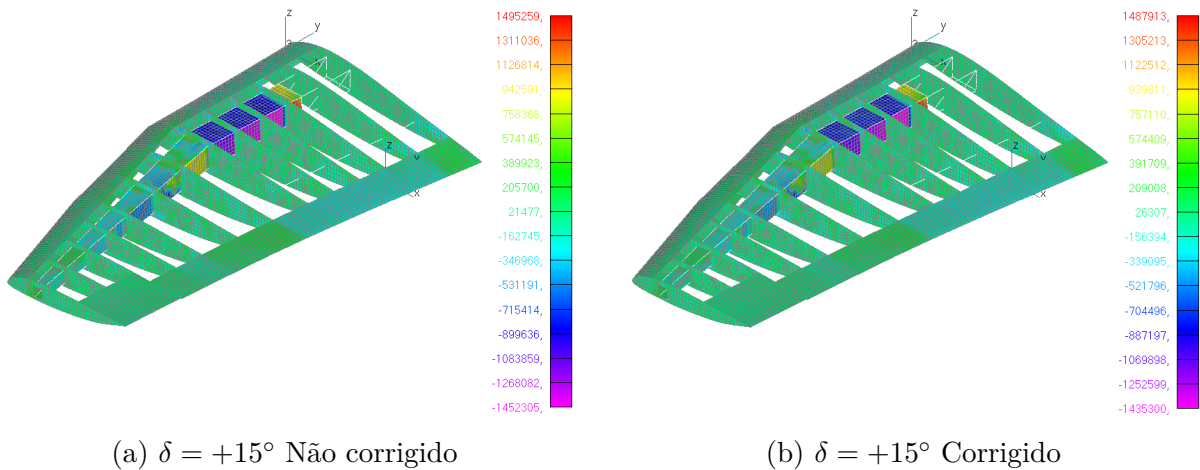 z
y
x
z
y
x
1495259,
1311036,
1126814
942591,
758368,
574145,
389923,
205700,
21477,
-162745,
-346968,
-531191,
-715414,
-899636,
-1083859,
-1268082,
-1452305,
(a) δ = +15° Não corrigido
z
y
x
z
y
x
1487913,
1305213,
1122512,
939811,
757110,
574409,
391709,
209008,
26307,
-156394,
-339095,
-521796,
-704496,
-887197,
-1069898,
-1252599,
-1435300,
(b) δ = +15° Corrigido